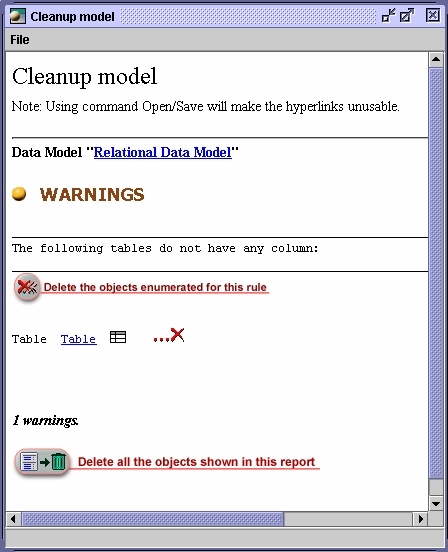 Cleanup model
File
Cleanup model
Note: Using command Open/Save will make the hyperlinks unusable.
Data Model "Relational Data Model"
WARNINGS
The following tables do not have any column:
Delete the objects enumerated for this rule
Table Table ...
1 warnings.
Delete all the objects shown in this report